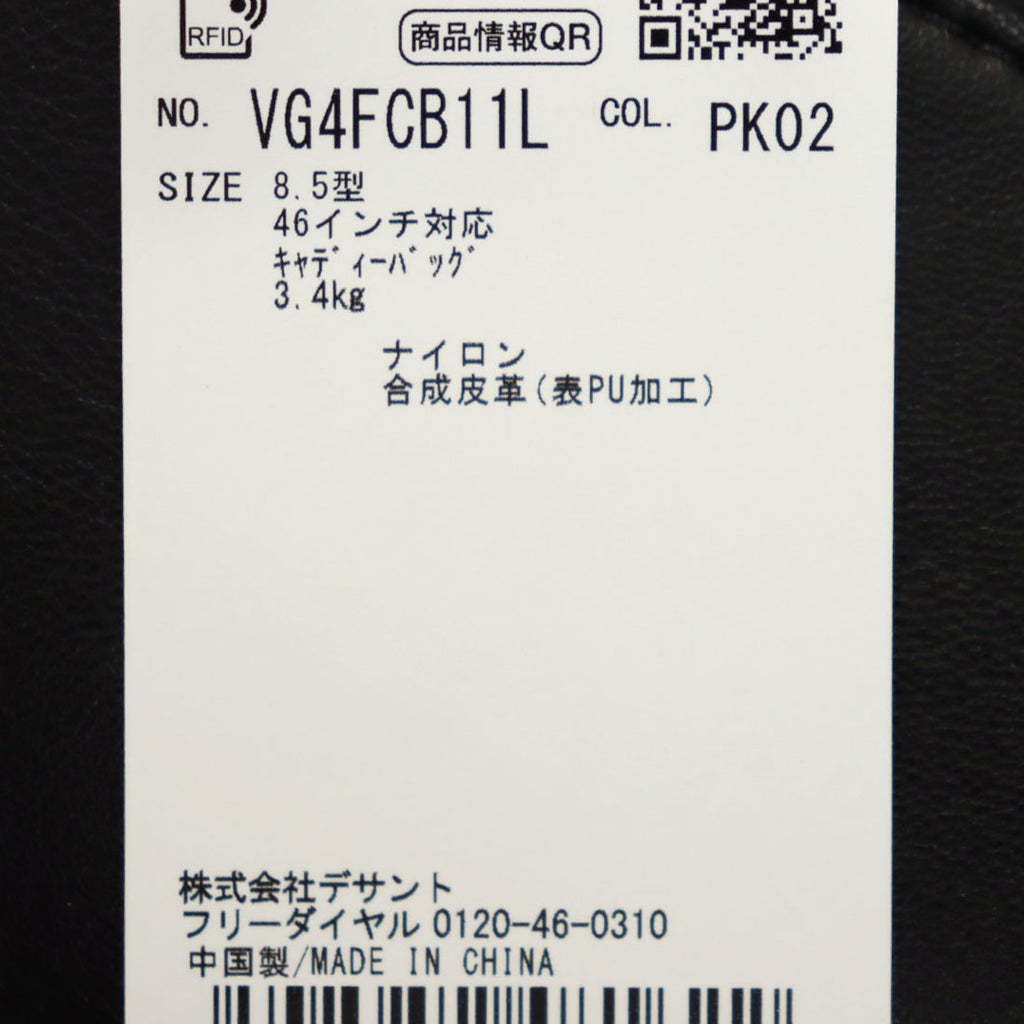 RFID 商品情報QR
NO. VG4FCB11L COL. PK02
SIZE 8.5型
46インチ対応
ｷｬﾃﾞｨｰﾊﾞｯｸﾞ
3.4kg
ナイロン
合成皮革(表PU加工)
株式会社デサント
フリーダイヤル 0120-46-0310
中国製/MADE IN CHINA